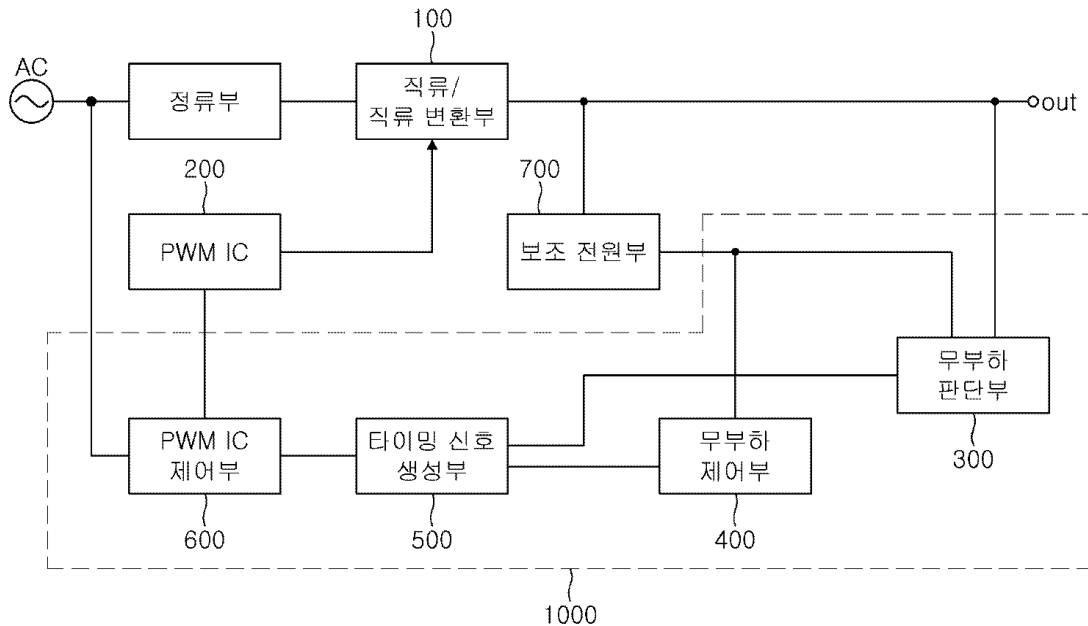 100
AC
정류부
직류/
직류 변환부
out
200
700
PWM IC
보조 전원부
무부하
판단부
300
PWM IC
제어부
타이밍 신호
생성부
무부하
제어부
600
500
400
1000